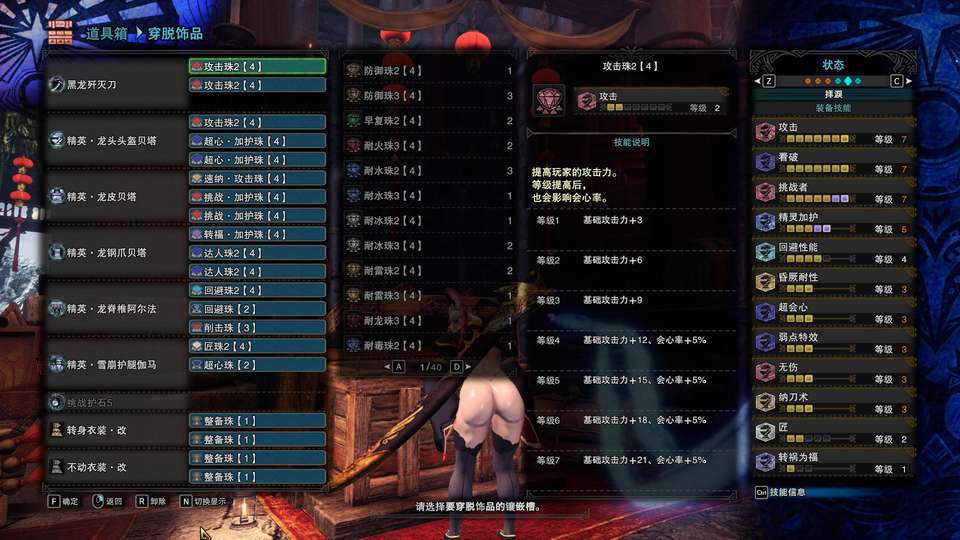 道具箱 穿脱饰品
黑龙歼灭刀
攻击珠2【4】
攻击珠2【4】
精英·龙头头盔贝塔
攻击珠2【4】
超心·加护珠【4】
超心·加护珠【4】
精英·龙皮贝塔
速纳·攻击珠【4】
挑战·加护珠【4】
挑战·加护珠【4】
精英·龙钢爪贝塔
转福·加护珠【4】
达人珠2【4】
达人珠2【4】
精英·龙脊椎阿尔法
回避珠2【4】
回避珠【2】
削击珠【3】
精英·雪崩护腿伽马
匠珠2【4】
超心珠【2】
挑战护石5
转身衣装·改
整备珠【1】
整备珠【1】
不动衣装·改
整备珠【1】
整备珠【1】
F 确定 返回 R 卸除 N 切换显示
防御珠2【4】 1
防御珠3【4】 3
早复珠2【4】 2
耐火珠3【4】 2
耐水珠2【4】 3
耐水珠3【4】 1
耐冰珠2【4】 1
耐冰珠3【4】 2
耐雷珠2【4】 2
耐雷珠3【4】 1
耐龙珠3【4】 1
耐毒珠2【4】 1
A 1/40 D
攻击珠2【4】
攻击
等级 2
技能说明
提高玩家的攻击力。
等级提高后，
也会影响会心率。
等级1 基础攻击力+3
等级2 基础攻击力+6
等级3 基础攻击力+9
等级4 基础攻击力+12、会心率+5%
等级5 基础攻击力+15、会心率+5%
等级6 基础攻击力+18、会心率+5%
等级7 基础攻击力+21、会心率+5%
请选择要穿脱饰品的镶嵌槽。
状态
Z C
装备技能
攻击
等级 7
看破
等级 7
挑战者
等级 7
精灵加护
等级 5
回避性能
等级 4
昏厥耐性
等级 3
超会心
等级 3
弱点特效
等级 3
无伤
等级 3
纳刀术
等级 3
匠
等级 2
转祸为福
等级 1
Ctrl 技能信息